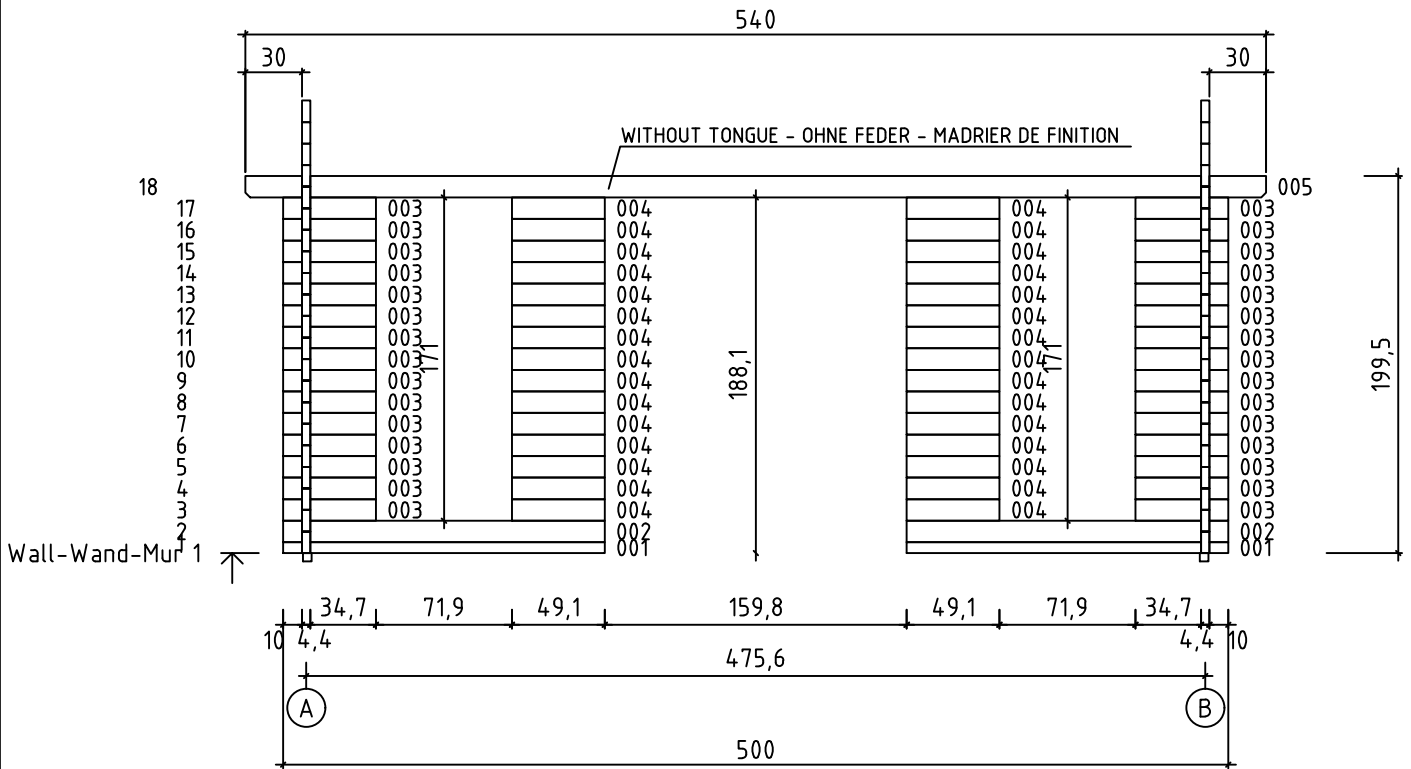 540
30 30
WITHOUT TONGUE - OHNE FEDER - MADRIER DE FINITION
18 005
17 003 004 004 003
16 003 004 004 003
15 003 004 004 003
14 003 004 004 003
13 003 004 004 003
12 003 004 004 003
11 003 004 004 003
10 003 004 004 003
171 188,1 171 199,5
9 003 004 004 003
8 003 004 004 003
7 003 004 004 003
6 003 004 004 003
5 003 004 004 003
4 003 004 004 003
3 003 004 004 003
2 002 002
1 001 001
Wall-Wand-Mur 1
34,7 71,9 49,1 159,8 49,1 71,9 34,7
10 4,4 4,4 10
475,6
A B
500